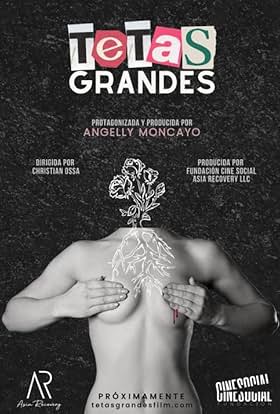 TeTaS
GRANDES
PROTAGONIZADA Y PRODUCIDA POR
ANGELLY MONCAYO
DIRIGIDA POR
CHRISTIAN OSSA
PRODUCIDA POR
FUNDACIÓN CINE SOCIAL
ASIA RECOVERY LLC
AR
Asia Recovery
PRÓXIMAMENTE
tetasgrandesfilm.com
CINESOCIAL
FUNDACIÓN